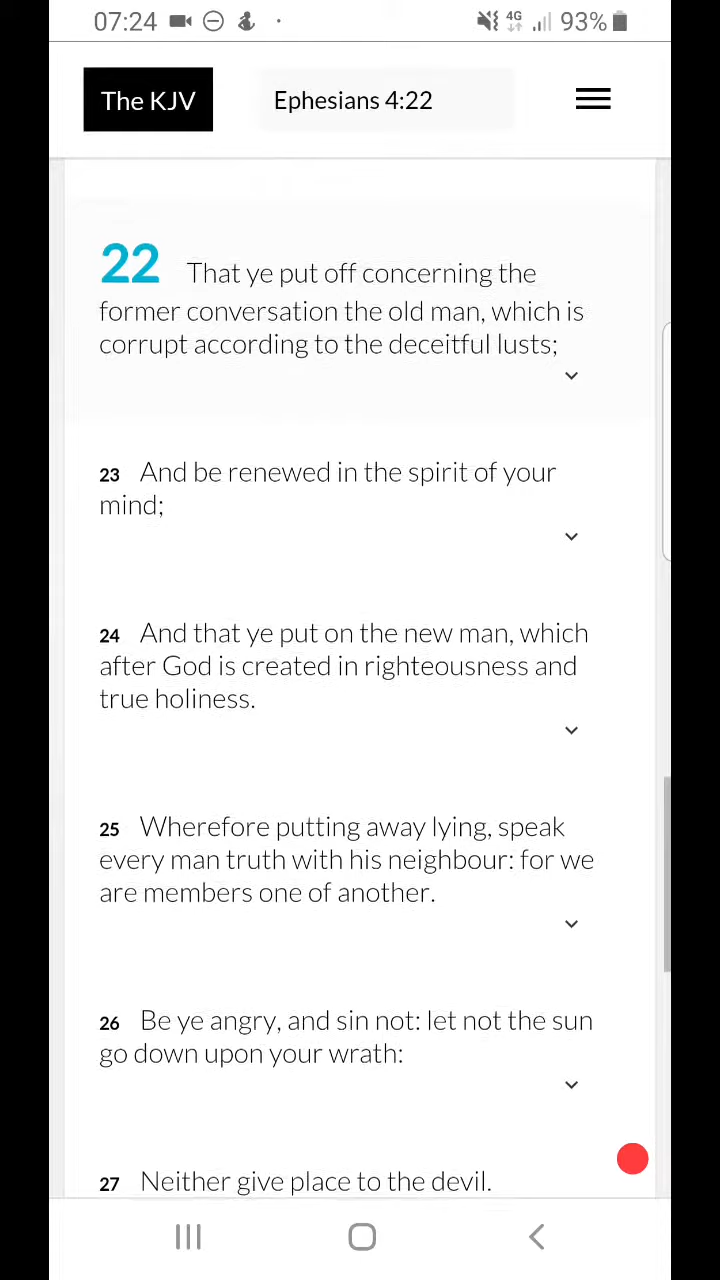 07:24 4G 93%
The KJV Ephesians 4:22
22 That ye put off concerning the
former conversation the old man, which is
corrupt according to the deceitful lusts;
23 And be renewed in the spirit of your
mind;
24 And that ye put on the new man, which
after God is created in righteousness and
true holiness.
25 Wherefore putting away lying, speak
every man truth with his neighbour: for we
are members one of another.
26 Be ye angry, and sin not: let not the sun
go down upon your wrath:
27 Neither give place to the devil.